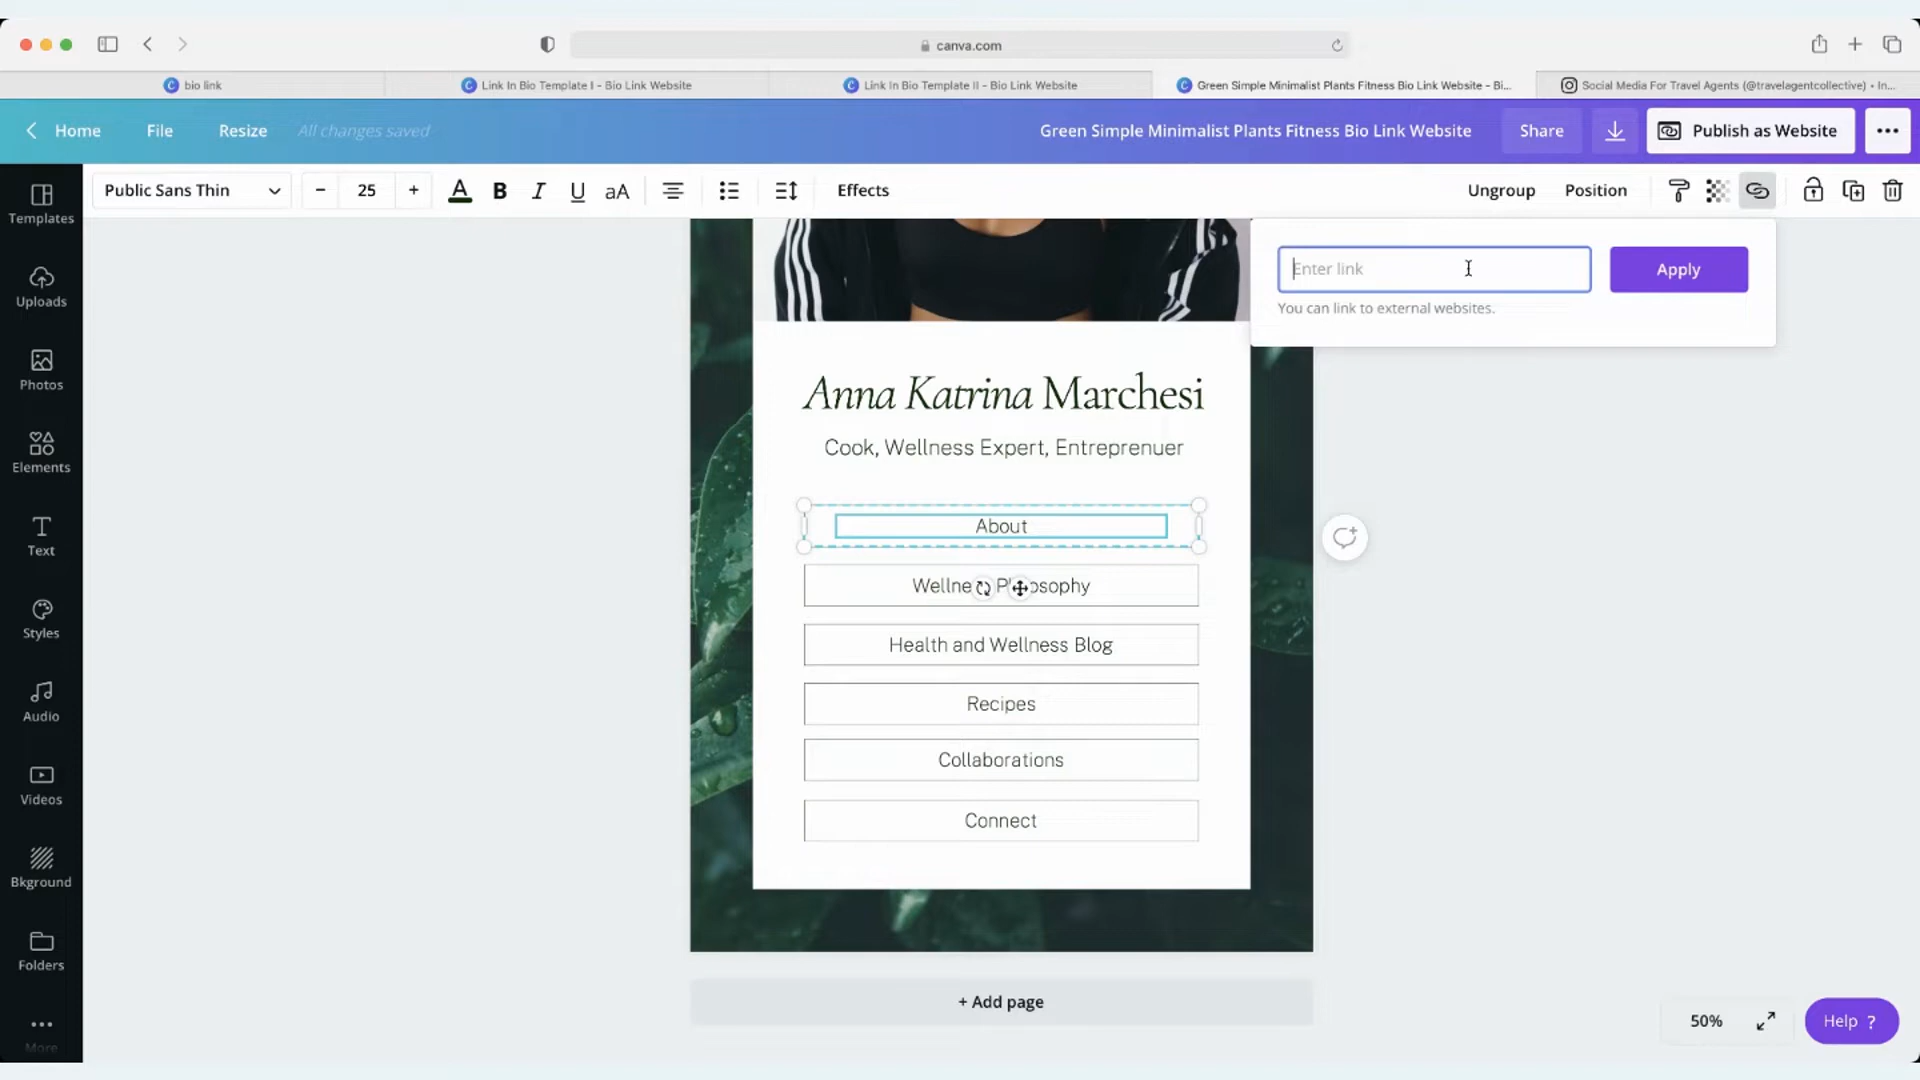 canva.com
bio link
Link In Bio Template I - Bio Link Website
Link In Bio Template II - Bio Link Website
Green Simple Minimalist Plants Fitness Bio Link Website - Bi...
Social Media For Travel Agents (@travelagentcollective) • In...
Home
File
Resize
All changes saved
Green Simple Minimalist Plants Fitness Bio Link Website
Share
Publish as Website
Public Sans Thin
25
A
B
I
U
aA
Effects
Ungroup
Position
Templates
Uploads
Photos
Elements
Text
Styles
Audio
Videos
Bkground
Folders
More
Enter link
Apply
You can link to external websites.
Anna Katrina Marchesi
Cook, Wellness Expert, Entreprenuer
About
Health and Wellness Blog
Recipes
Collaborations
Connect
+ Add page
50%
Help ?